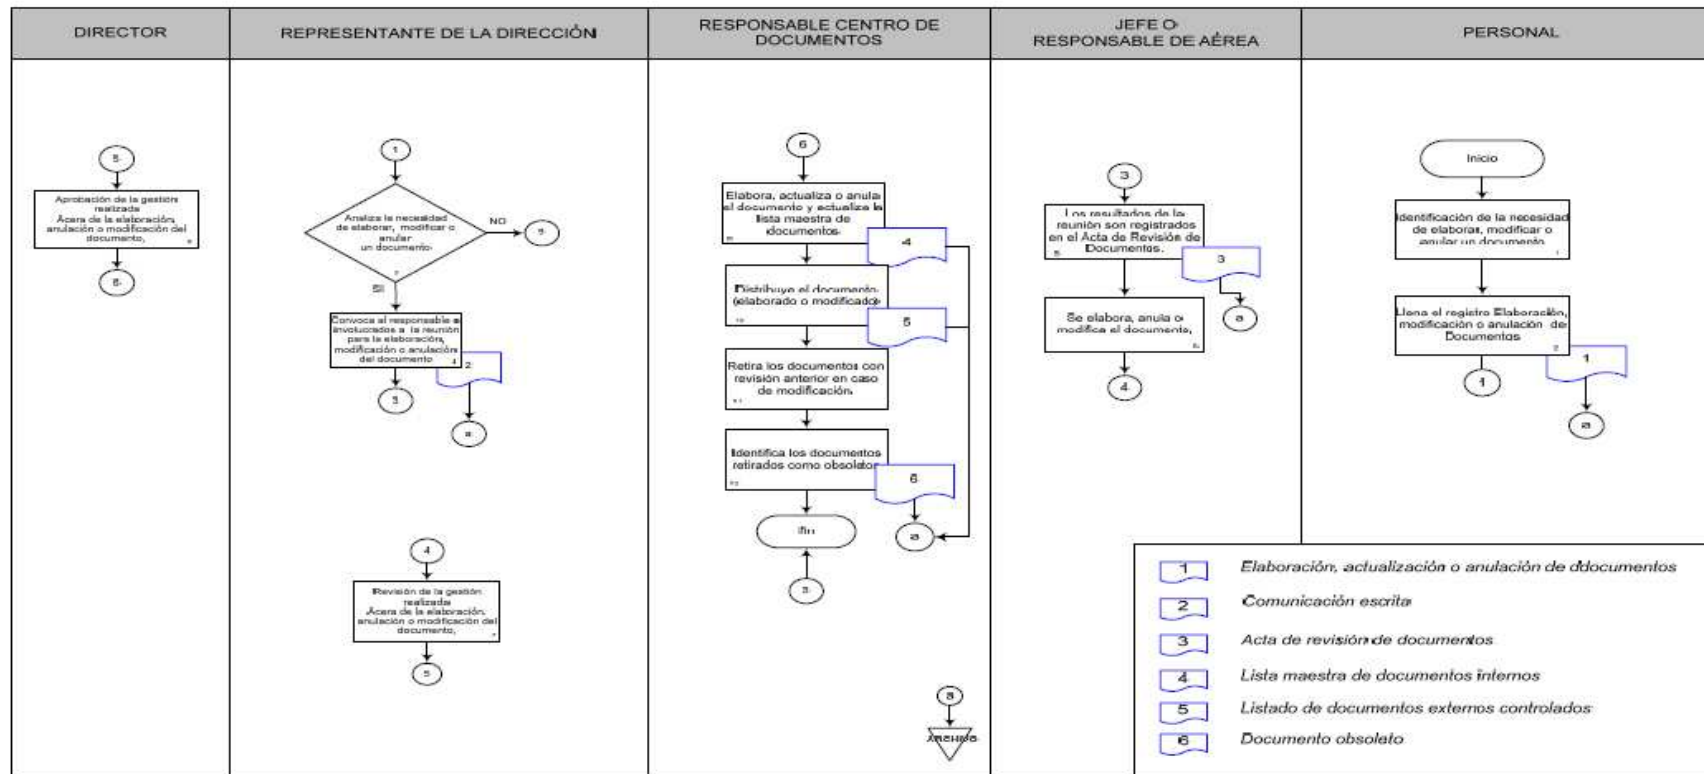 DIRECTOR
REPRESENTANTE DE LA DIRECCIÓN
RESPONSABLE CENTRO DE
DOCUMENTOS
JEFE O
RESPONSABLE DE AÉREA
PERSONAL
5
Aprobación de la gestión
realizada
Ácera de la elaboración,
anulación o modificación del
documento,
6
1
Analiza la necesidad
de elaborar, modificar o
anular
un documento
NO
SI
Convoca al responsable e
involucrados a la reunión
para la elaboración,
modificación o anulación
del documento
4
2
3
a
4
Revisión de la gestión
realizada
Ácera de la elaboración,
anulación o modificación del
documento,
5
6
Elabora, actualiza o anula
el documento y actualiza la
lista maestra de
documentos
4
Distribuye el documento
(elaborado o modificado)
5
Retira los documentos con
revisión anterior en caso
de modificación
Identifica los documentos
retirados como obsoletos
6
fin
a
a
ARCHIVO
3
Los resultados de la
reunión son registrados
en el Acta de Revisión de
Documentos.
3
a
Se elabora, anula o
modifica el documento,
4
Inicio
Identificación de la necesidad
de elaborar, modificar o
anular un documento
1
Llena el registro Elaboración,
modificación o anulación de
Documentos
2
1
1
a
1 Elaboración, actualización o anulación de ddocumentos
2 Comunicación escrita
3 Acta de revisión de documentos
4 Lista maestra de documentos internos
5 Listado de documentos externos controlados
6 Documento obsoleto